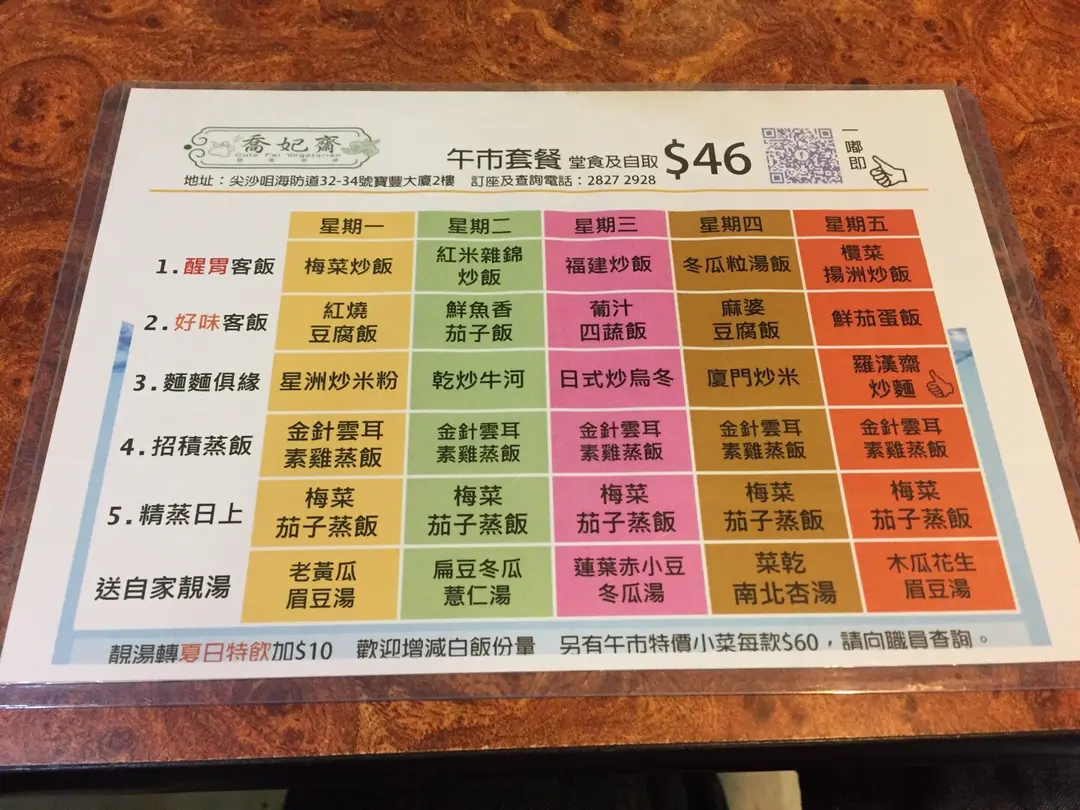 喬妃齋
Cute Fei Vegetarian
午市套餐 堂食及自取 $46
一嘟即
地址：尖沙咀海防道32-34號寶豐大廈2樓 訂座及查詢電話：2827 2928
星期一 星期二 星期三 星期四 星期五
1.醒胃客飯 梅菜炒飯 紅米雜錦炒飯 福建炒飯 冬瓜粒湯飯 欖菜揚洲炒飯
2.好味客飯 紅燒豆腐飯 鮮魚香茄子飯 葡汁四蔬飯 麻婆豆腐飯 鮮茄蛋飯
3.麵麵俱緣 星洲炒米粉 乾炒牛河 日式炒烏冬 廈門炒米 羅漢齋炒麵
4.招積蒸飯 金針雲耳素雞蒸飯 金針雲耳素雞蒸飯 金針雲耳素雞蒸飯 金針雲耳素雞蒸飯 金針雲耳素雞蒸飯
5.精蒸日上 梅菜茄子蒸飯 梅菜茄子蒸飯 梅菜茄子蒸飯 梅菜茄子蒸飯 梅菜茄子蒸飯
送自家靚湯 老黃瓜眉豆湯 扁豆冬瓜薏仁湯 蓮葉赤小豆冬瓜湯 菜乾南北杏湯 木瓜花生眉豆湯
靚湯轉夏日特飲加$10 歡迎增減白飯份量 另有午市特價小菜每款$60，請向職員查詢。